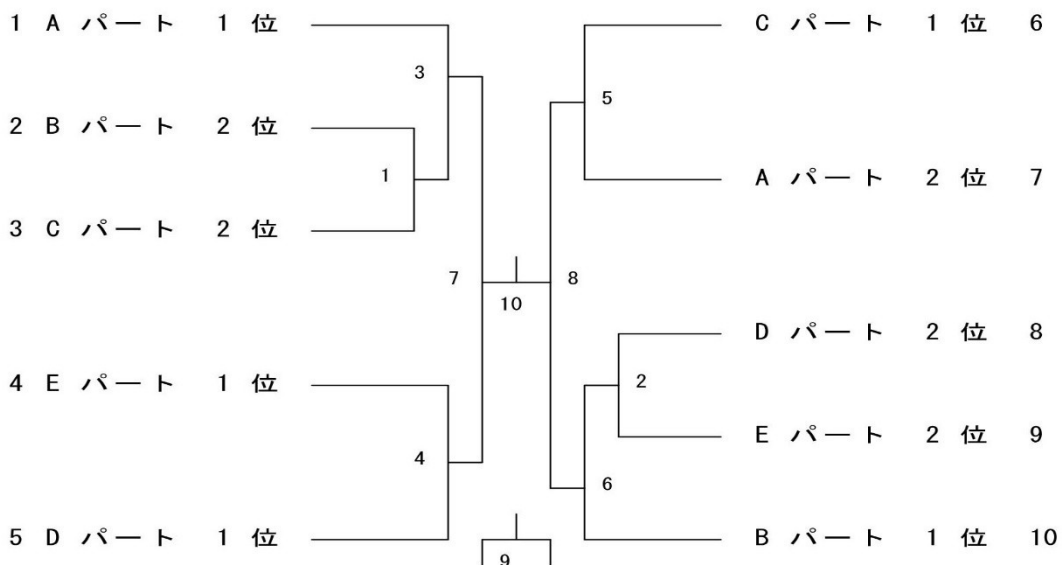 1 A パート 1 位
2 B パート 2 位
3 C パート 2 位
4 E パート 1 位
5 D パート 1 位
3
1
7
4
10
9
8
5
2
6
C パート 1 位 6
A パート 2 位 7
D パート 2 位 8
E パート 2 位 9
B パート 1 位 10